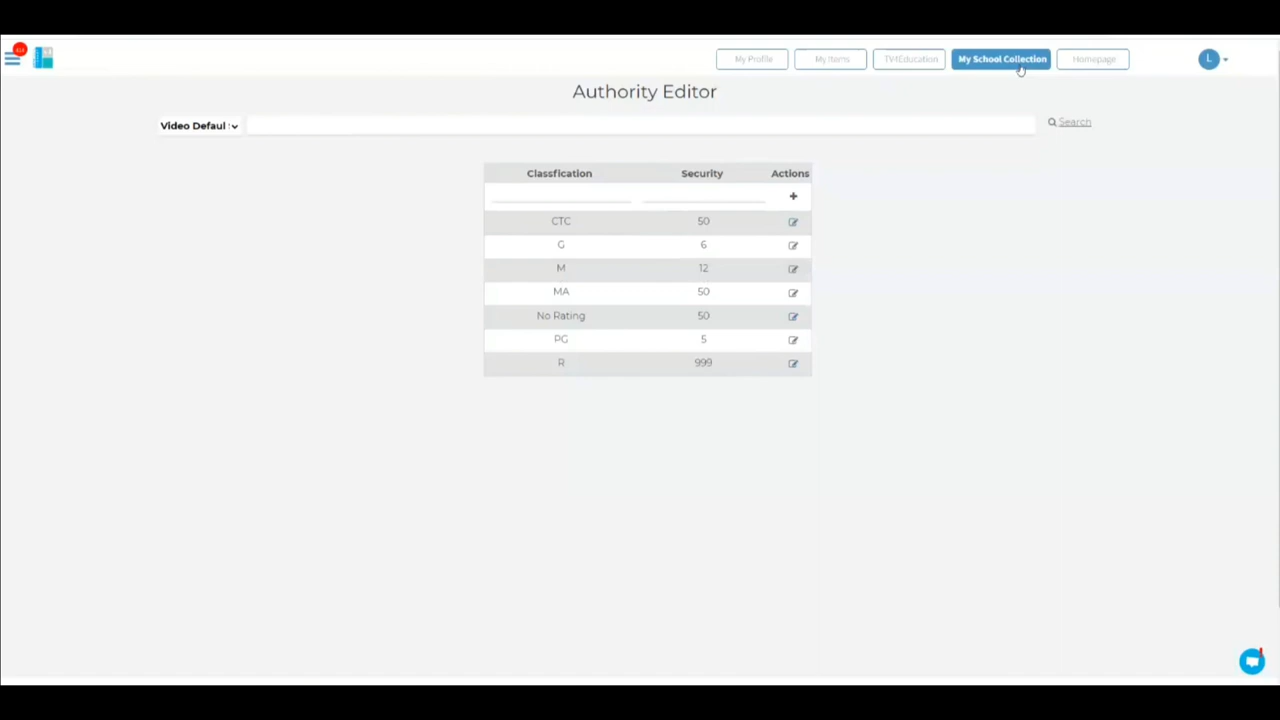 My Profile
My Items
TV4Education
My School Collection
Homepage
L
Authority Editor
Video Defaul
Search
Classfication Security Actions
CTC 50
G 6
M 12
MA 50
No Rating 50
PG 5
R 999